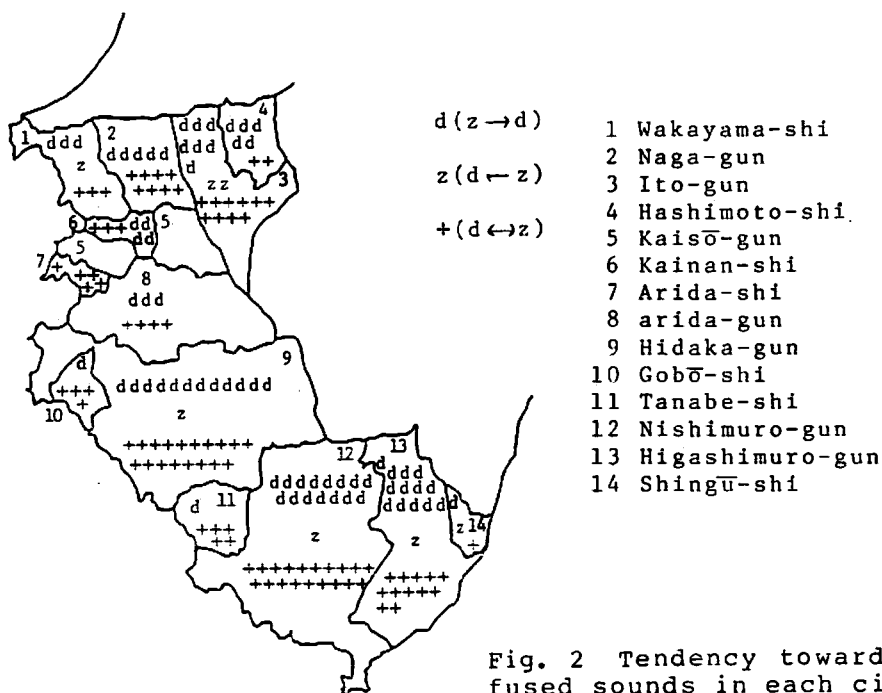 d(z→d)
z(d←z)
+(d↔z)
1 Wakayama-shi
2 Naga-gun
3 Ito-gun
4 Hashimoto-shi
5 Kaisō-gun
6 Kainan-shi
7 Arida-shi
8 arida-gun
9 Hidaka-gun
10 Gobō-shi
11 Tanabe-shi
12 Nishimuro-gun
13 Higashimuro-gun
14 Shingū-shi
1 ddd
z
+++
2
ddddd
++++
++++
ddd
ddd
d
zz
3
++++++
++++
4
ddd
dd
++
6 +++ dd
dd
5
5
7 +
++
++
8
ddd
++++
9
dddddddddddd
z
++++++++++
++++++++
d
+++
+
10
d 11
+++
++
12
dddddddd
ddddddd
z
++++++++++
+++++++++
13
d
ddd
dddd
ddddd
z
+++++
+++++
++
d
z 14
+
Fig. 2 Tendency toward
fused sounds in each ci